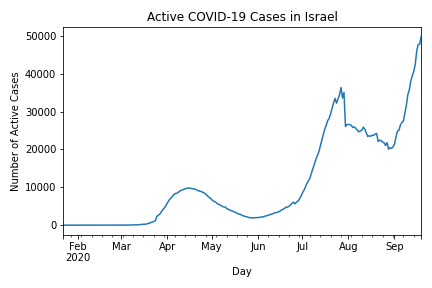 Active COVID-19 Cases in Israel
Number of Active Cases
50000
40000
30000
20000
10000
0
Feb Mar Apr May Jun Jul Aug Sep
2020
Day